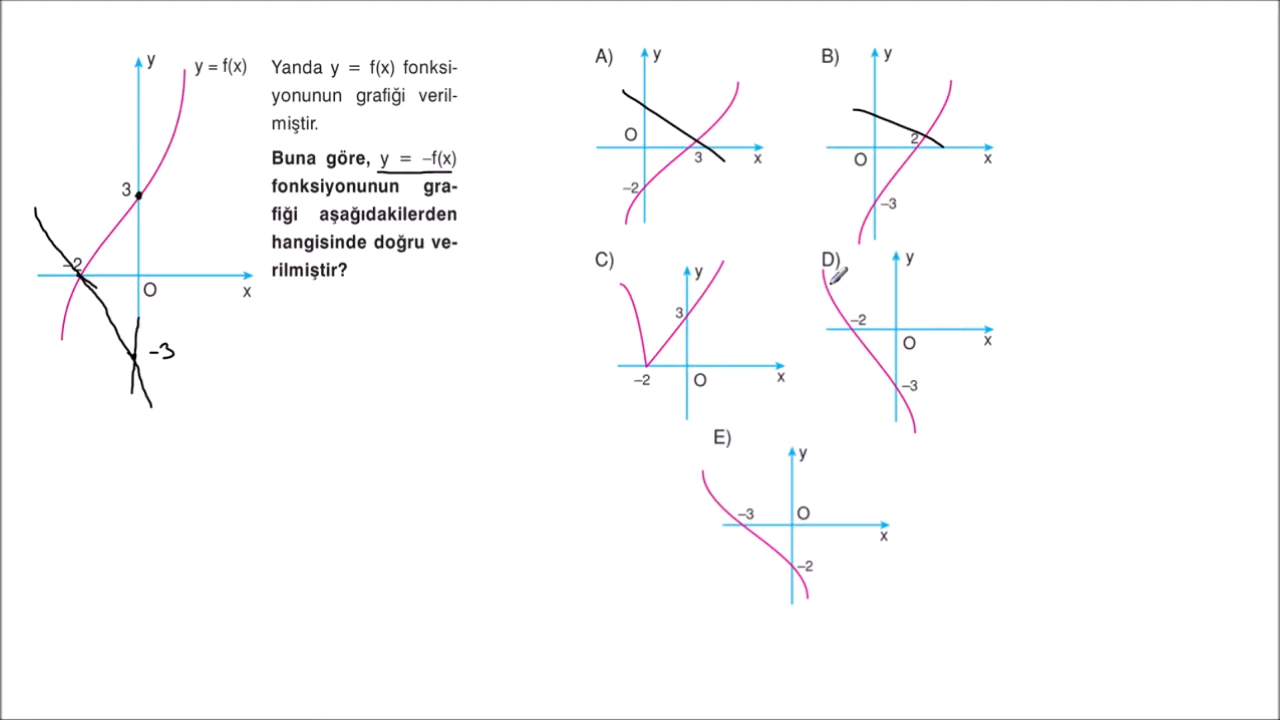 y
y = f(x)
3
–2
O
x
–3
Yanda y = f(x) fonksi-
yonunun grafiği veril-
miştir.
Buna göre, y = –f(x)
fonksiyonunun gra-
fiği aşağıdakilerden
hangisinde doğru ve-
rilmiştir?
A)
y
O
3
x
–2
B)
y
2
O
x
–3
C)
y
3
–2
O
x
D)
y
–2
O
x
–3
E)
y
–3
O
x
–2